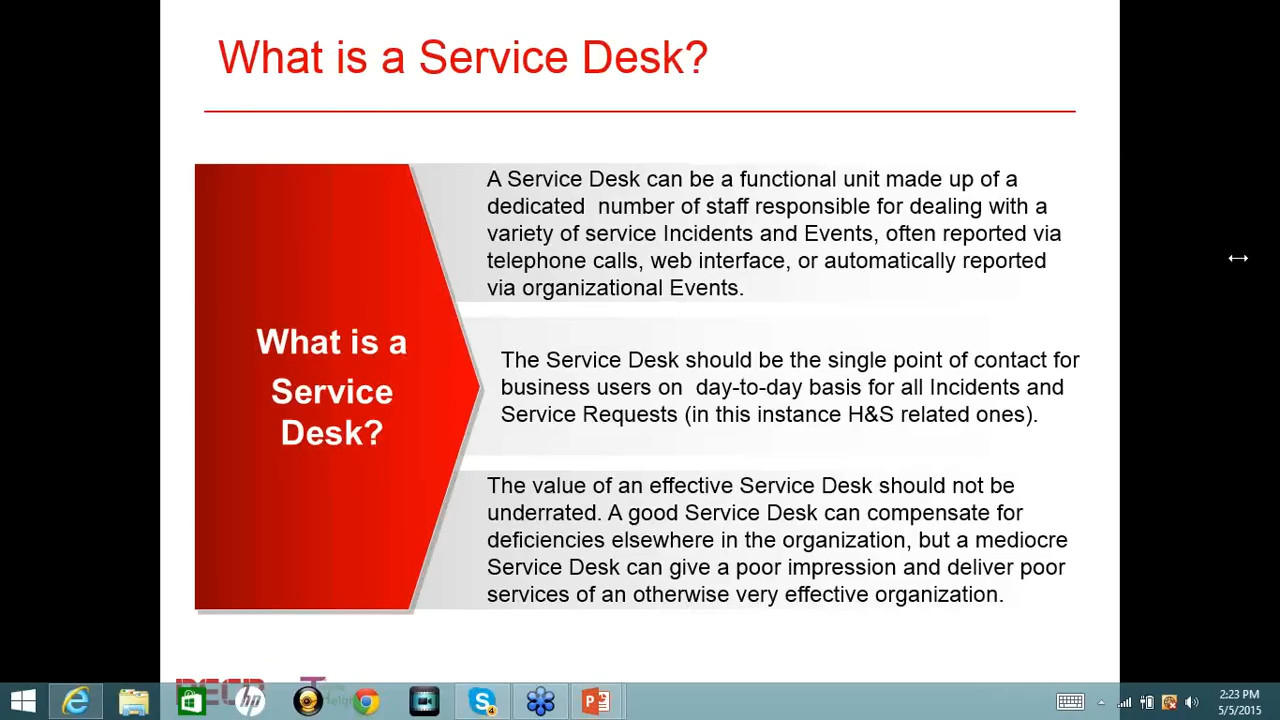 What is a Service Desk?
A Service Desk can be a functional unit made up of a
dedicated number of staff responsible for dealing with a
variety of service Incidents and Events, often reported via
telephone calls, web interface, or automatically reported
via organizational Events.
What is a
Service
Desk?
The Service Desk should be the single point of contact for
business users on day-to-day basis for all Incidents and
Service Requests (in this instance H&S related ones).
The value of an effective Service Desk should not be
underrated. A good Service Desk can compensate for
deficiencies elsewhere in the organization, but a mediocre
Service Desk can give a poor impression and deliver poor
services of an otherwise very effective organization.
PECB
hp
4
2:23 PM
5/5/2015